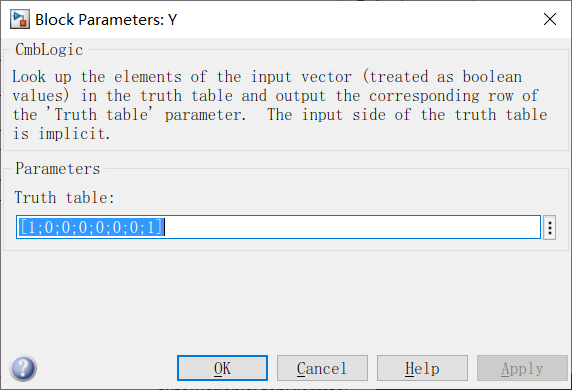 Block Parameters: Y
CmbLogic
Look up the elements of the input vector (treated as boolean
values) in the truth table and output the corresponding row of
the 'Truth table' parameter.  The input side of the truth table
is implicit.
Parameters
Truth table:
[1;0;0;0;0;0;0;1]
OK
Cancel
Help
Apply